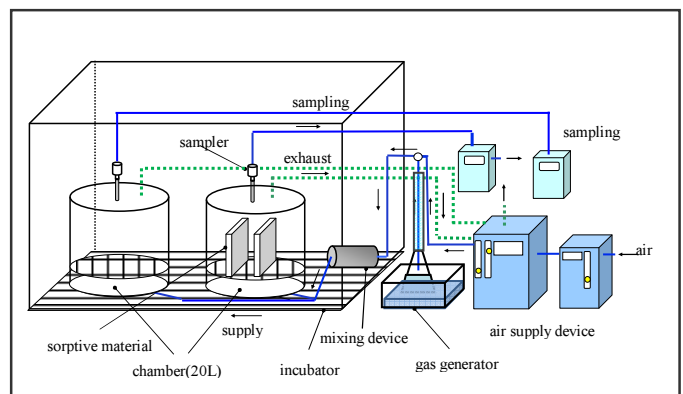 sampling
sampling
sampler
exhaust
air
supply
mixing device
air supply device
sorptive material
gas generator
chamber(20L)
incubator